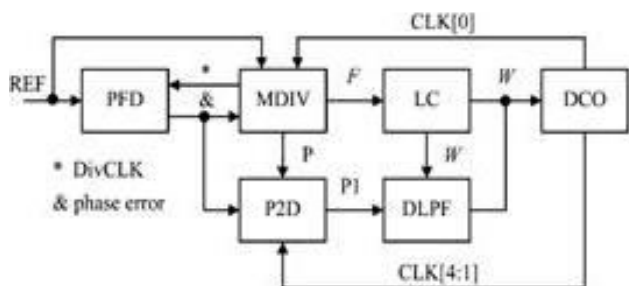 CLK[0]
REF
PFD
*
&
MDIV
F
LC
W
DCO
P
W
* DivCLK
& phase error
P2D
P1
DLPF
CLK[4:1]